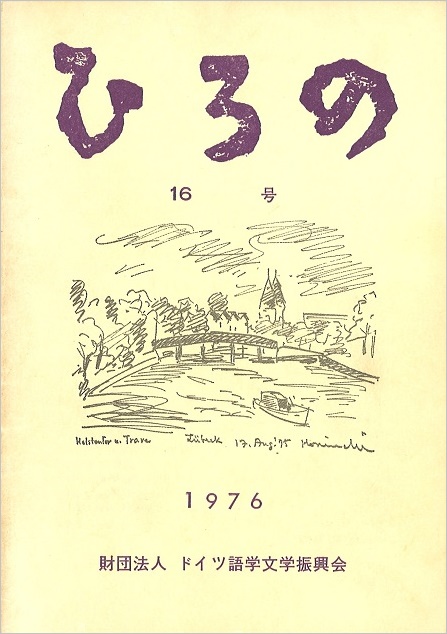 ひろの
16 号
Holstentor u. Trave Lübeck 17. Aug. '75
1976
財団法人 ドイツ語学文学振興会